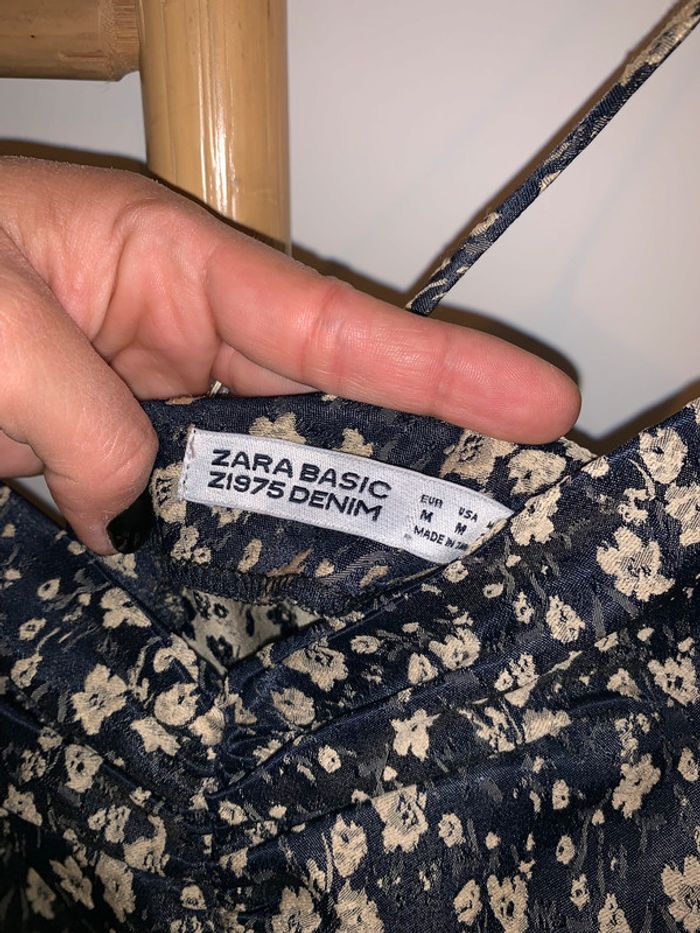 ZARA BASIC
Z1975 DENIM
EUR USA
M M
MADE IN